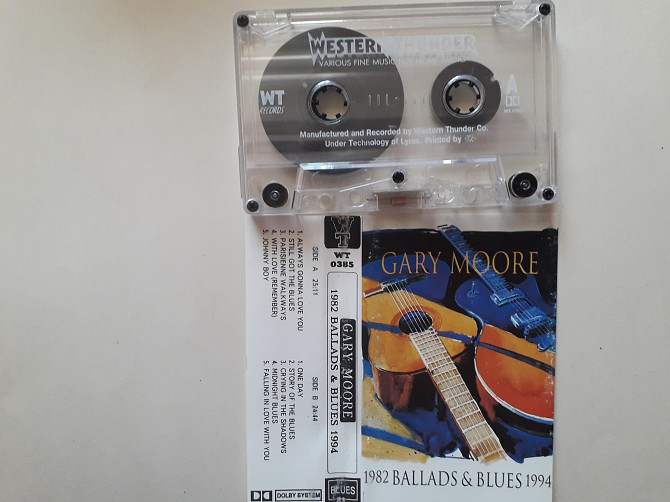 WESTERN THUNDER
VARIOUS FINE MUSIC
WT
RECORDS
A
Manufactured and Recorded by Western Thunder Co.
Under Technology of Lyres. Printed by
WT
WT
0385
GARY MOORE
1982 BALLADS & BLUES 1994
BLUES
SIDE A 25:11
1. ALWAYS GONNA LOVE YOU
2. STILL GOT THE BLUES
3. PARISIENNE WALKWAYS
4. WITH LOVE (REMEMBER)
5. JOHNNY BOY
SIDE B 24:44
1. ONE DAY
2. STORY OF THE BLUES
3. CRYING IN THE SHADOWS
4. MIDNIGHT BLUES
5. FALLING IN LOVE WITH YOU
DOLBY SYSTEM
GARY MOORE
1982 BALLADS & BLUES 1994